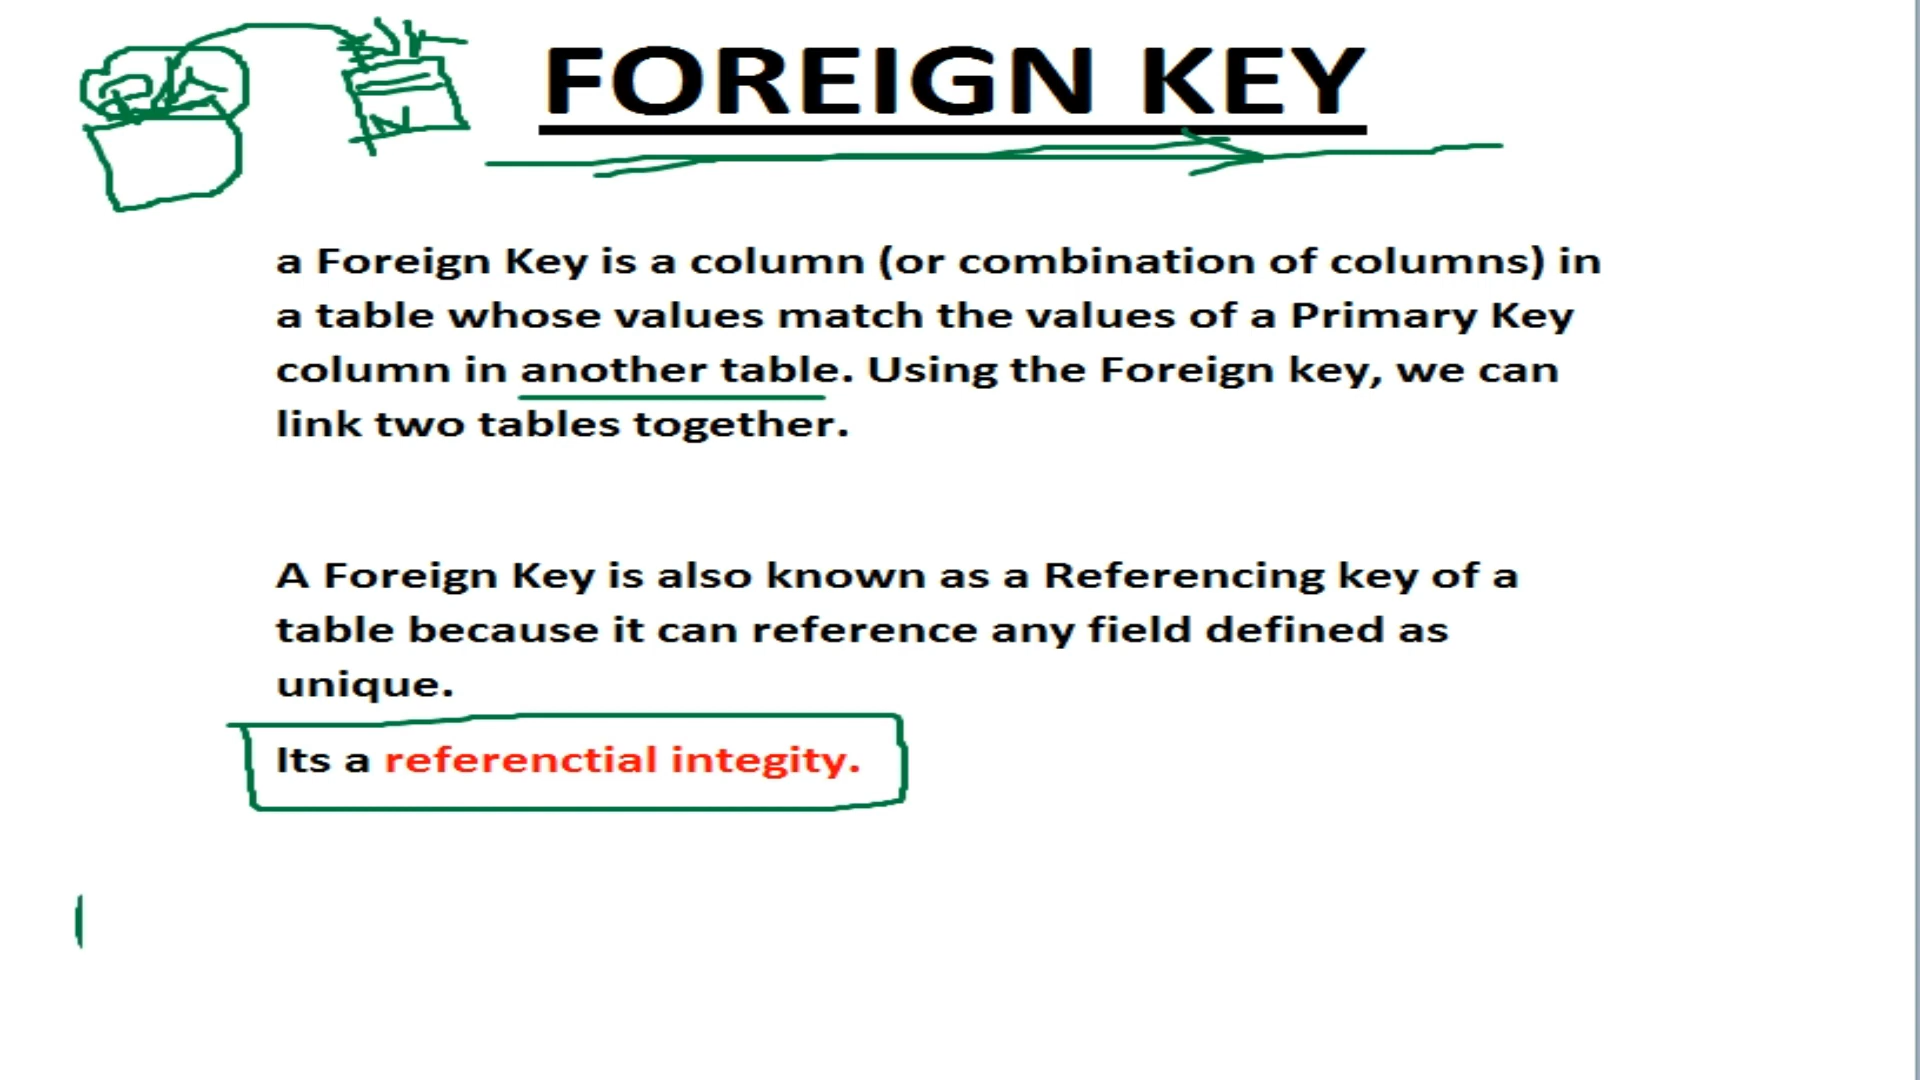 FOREIGN KEY
a Foreign Key is a column (or combination of columns) in
a table whose values match the values of a Primary Key
column in another table. Using the Foreign key, we can
link two tables together.
A Foreign Key is also known as a Referencing key of a
table because it can reference any field defined as
unique.
Its a referenctial integity.